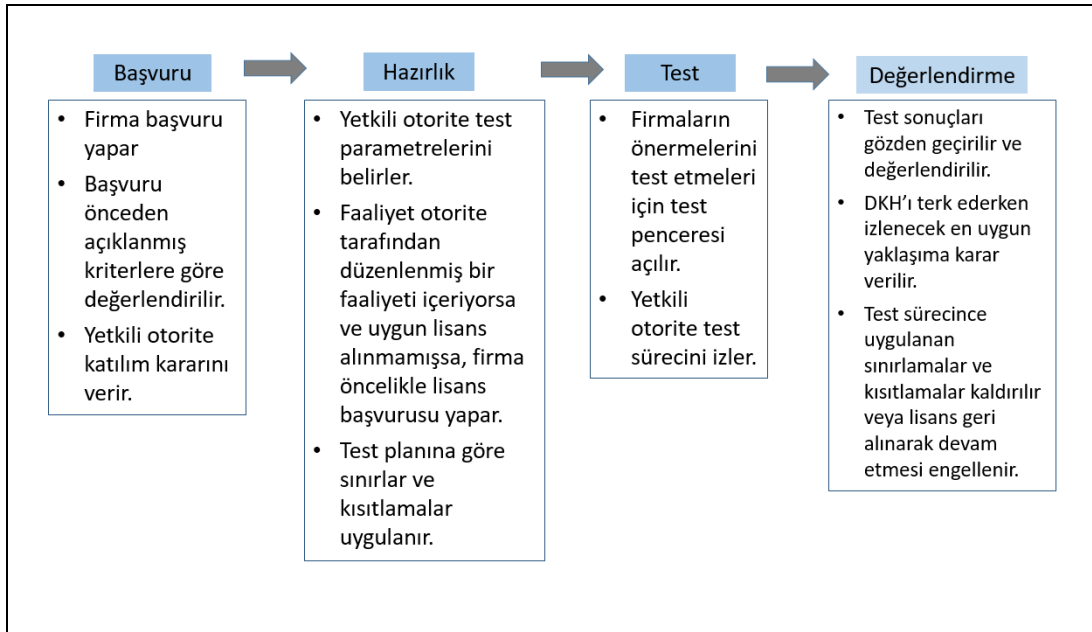 Başvuru
• Firma başvuru
yapar
• Başvuru
önceden
açıklanmış
kriterlere göre
değerlendirilir.
• Yetkili otorite
katılım kararını
verir.
Hazırlık
• Yetkili otorite test
parametrelerini
belirler.
• Faaliyet otorite
tarafından
düzenlenmiş bir
faaliyeti içeriyorsa
ve uygun lisans
alınmamışsa, firma
öncelikle lisans
başvurusu yapar.
• Test planına göre
sınırlar ve
kısıtlamalar
uygulanır.
Test
• Firmaların
önermelerini
test etmeleri
için test
penceresi
açılır.
• Yetkili
otorite test
sürecini izler.
Değerlendirme
• Test sonuçları
gözden geçirilir ve
değerlendirilir.
• DKH’ı terk ederken
izlenecek en uygun
yaklaşıma karar
verilir.
• Test sürecince
uygulanan
sınırlamalar ve
kısıtlamalar kaldırılır
veya lisans geri
alınarak devam
etmesi engellenir.